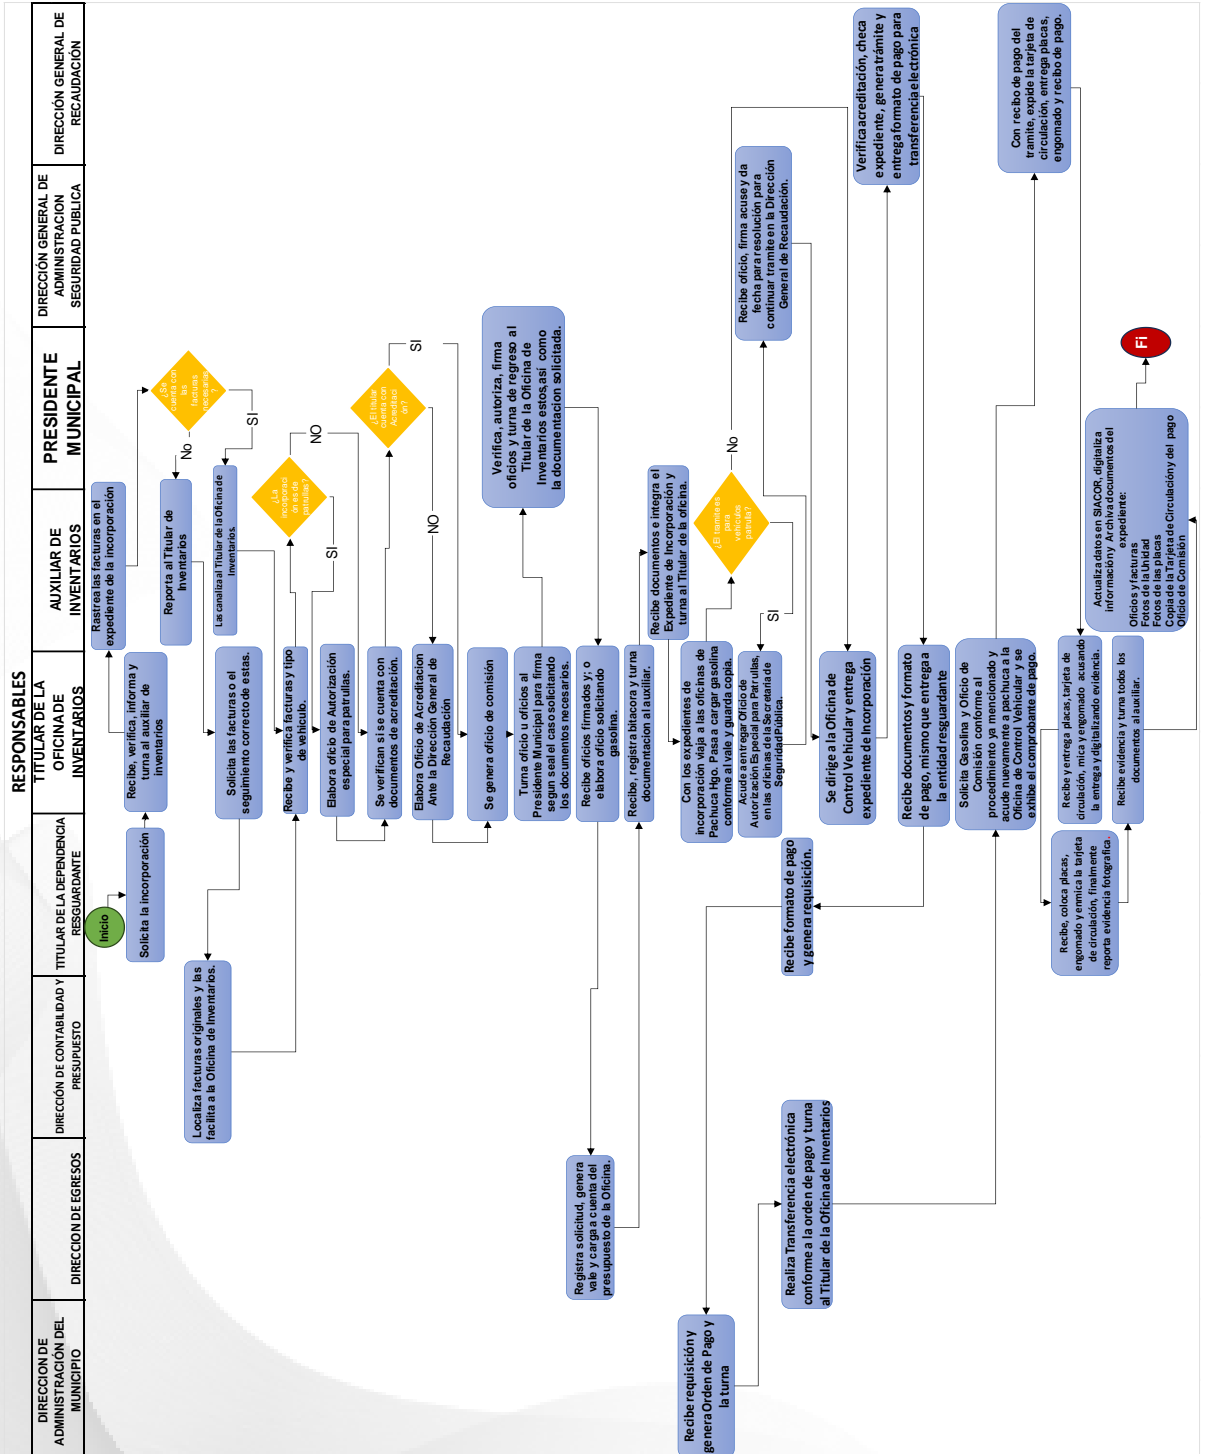 RESPONSABLES
DIRECCION DE
ADMINISTRACIÓN DEL
MUNICIPIO
DIRECCION DE EGRESOS
DIRECCIÓN DE CONTABILIDAD Y
PRESUPUESTO
TITULAR DE LA DEPENDENCIA
RESGUARDANTE
TITULAR DE LA
OFICINA DE
INVENTARIOS
AUXILIAR DE
INVENTARIOS
PRESIDENTE
MUNICIPAL
DIRECCIÓN GENERAL DE
ADMINISTRACION
SEGURIDAD PUBLICA
DIRECCIÓN GENERAL DE
RECAUDACIÓN
Inicio
Solicita la incorporación
Recibe, verifica, informa y
turna al auxiliar de
inventarios
Rastrea las facturas en el
expediente de la incorporación
¿Se
cuenta con
las
facturas
necesarias
?
No
SI
Reporta al Titular de
Inventarios
Las canaliza al Titular de la Oficina de
Inventarios.
Solicita las facturas o el
seguimiento correcto de estas.
Localiza facturas originales y las
facilita a la Oficina de Inventarios.
Recibe y verifica facturas y tipo
de vehículo.
¿La
incorporaci
ón es de
patrullas?
NO
SI
Elabora oficio de Autorización
especial para patrullas.
Se verifican si se cuenta con
documentos de acreditación.
¿El titular
cuenta con
Acreditaci
ón?
SI
NO
Elabora Oficio de Acreditacion
Ante la Dirección General de
Recaudación
Se genera oficio de comisión
Turna oficio u oficios al
Presidente Municipal para firma
segun sea el caso solicitando
los documentos necesarios.
Verifica, autoriza, firma
oficios y turna de regreso al
Titular de la Oficina de
Inventarios estos, así como
la documentacion solicitada.
Recibe oficios firmados y; o
elabora oficio solicitando
gasolina.
Registra solicitud, genera
vale y carga a cuenta del
presupuesto de la Oficina.
Recibe, registra bitacora y turna
documentacion al auxiliar.
Recibe documentos e integra el
Expediente de Incorporación y
turna al Titular de la oficina.
Con los expedientes de
incorporación viaja a las oficinas de
Pachuca Hgo. Pasa a cargar gasolina
conforme al vale y guarda copia.
¿El tramite es
para
vehículos
patrulla?
No
SI
Acude a entregar Oficio de
Autorización Especial para Patrullas,
en las oficinas de la Secretaría de
Seguridad Pública.
Recibe oficio, firma acuse y da
fecha para resolución para
continuar tramite en la Dirección
General de Recaudación.
Se dirige a la Oficina de
Control Vehicular y entrega
expediente de Incorporación
Verifica acreditación, checa
expediente, genera trámite y
entrega formato de pago para
transferencia electrónica
Recibe documentos y formato
de pago, mismo que entrega a
la entidad resguardante
Recibe formato de pago
y genera requisición.
Recibe requisición y
genera Orden de Pago y
la turna
Realiza Transferencia electrónica
conforme a la orden de pago y turna
al Titular de la Oficina de Inventarios
Solicita Gasolina y Oficio de
Comisión conforme al
procedimiento ya mencionado y
acude nuevamente a pachuca a la
Oficina de Control Vehicular y se
exhibe el comprobante de pago.
Con recibo de pago del
tramite, expide la tarjeta de
circulación, entrega placas,
engomado y recibo de pago.
Recibe y entrega placas, tarjeta de
circulación, mica y engomado acusando
la entrega y digitalizando evidencia.
Recibe, coloca placas,
engomado y enmica la tarjeta
de circulación, finalmente
reporta evidencia fotografica.
Recibe evidencia y turna todos los
documentos al auxiliar.
Actualiza datos en SIACOR, digitaliza
información y Archiva documentos del
expediente:
Oficios y facturas
Fotos de la Unidad
Fotos de las placas
Copia de la Tarjeta de Circulación y del pago
Oficio de Comisión
Fi